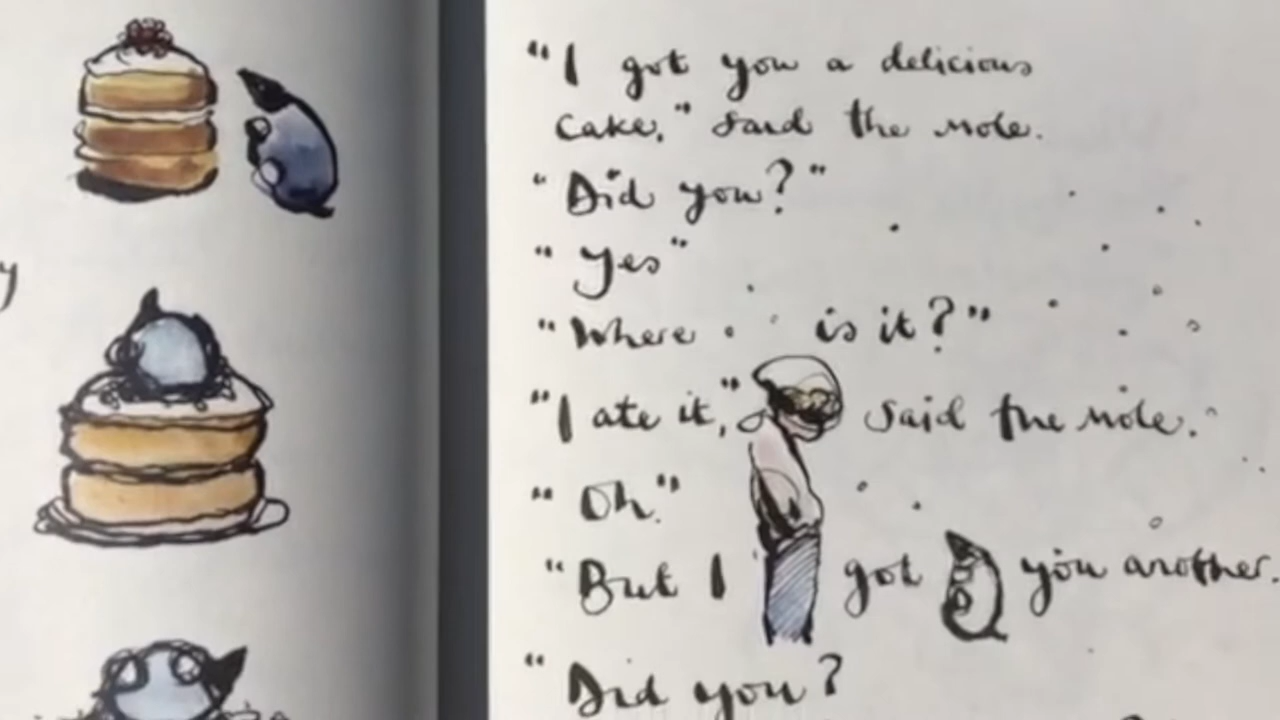 "I got you a delicious
cake," said the mole.
"Did you?"
"Yes"
"Where is it?"
"I ate it," said the mole.
"Oh."
"But I got you another.
"Did you?